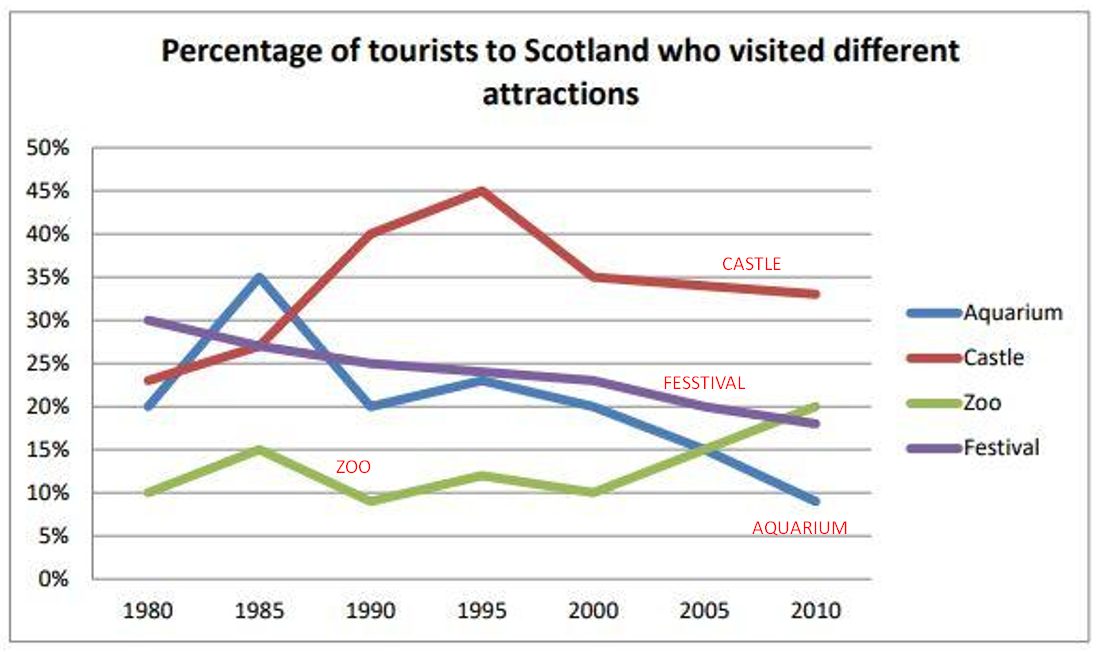 Percentage of tourists to Scotland who visited different
attractions
50%
45%
40%
35%
30%
25%
20%
15%
10%
5%
0%
CASTLE
FESSTIVAL
ZOO
AQUARIUM
1980 1985 1990 1995 2000 2005 2010
Aquarium
Castle
Zoo
Festival